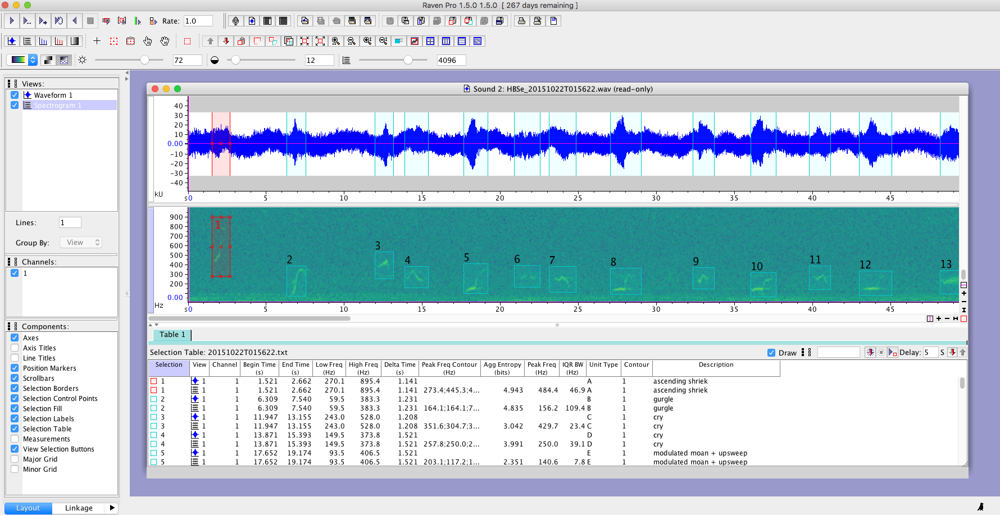 Raven Pro 1.5.0 1.5.0 [ 267 days remaining ]
Rate: 1.0
72 12 4096
Views:
Waveform 1
Spectrogram 1
Lines: 1
Group By: View
Channels:
1
Components:
Axes
Axis Titles
Line Titles
Position Markers
Scrollbars
Selection Borders
Selection Control Points
Selection Fill
Selection Labels
Selection Table
Measurements
View Selection Buttons
Major Grid
Minor Grid
Layout Linkage
Sound 2: HBSe_20151022T015622.wav (read-only)
40
30
20
10
0.00
-10
-20
-30
-40
kU
s0 5 10 15 20 25 30 35 40 45
900
800
700
600
500
400
300
200
0.00
Hz
1 2 3 4 5 6 7 8 9 10 11 12 13
s0 5 10 15 20 25 30 35 40 45
Table 1
Selection Table: 20151022T015622.txt Draw Delay: 5 S
Selection View Channel Begin Time (s) End Time (s) Low Freq (Hz) High Freq (Hz) Delta Time (s) Peak Freq Contour (Hz) Agg Entropy (bits) Peak Freq (Hz) IQR BW (Hz) Unit Type Contour Description
1 1 1 1.521 2.662 270.1 895.4 1.141 A 1 ascending shriek
1 1 1 1.521 2.662 270.1 895.4 1.141 273.4;445.3;4... 4.943 484.4 46.9 A 1 ascending shriek
2 1 1 6.309 7.540 59.5 383.3 1.231 B 1 gurgle
2 1 1 6.309 7.540 59.5 383.3 1.231 164.1;164.1;7... 4.835 156.2 109.4 B 1 gurgle
3 1 1 11.947 13.155 243.0 528.0 1.208 C 1 cry
3 1 1 11.947 13.155 243.0 528.0 1.208 351.6;304.7;3... 3.042 429.7 23.4 C 1 cry
4 1 1 13.871 15.393 149.5 373.8 1.521 D 1 cry
4 1 1 13.871 15.393 149.5 373.8 1.521 257.8;250.0;2... 3.991 250.0 39.1 D 1 cry
5 1 1 17.652 19.174 93.5 406.5 1.521 E 1 modulated moan + upsweep
5 1 1 17.652 19.174 93.5 406.5 1.521 203.1;117.2;1... 2.351 140.6 7.8 E 1 modulated moan + upsweep